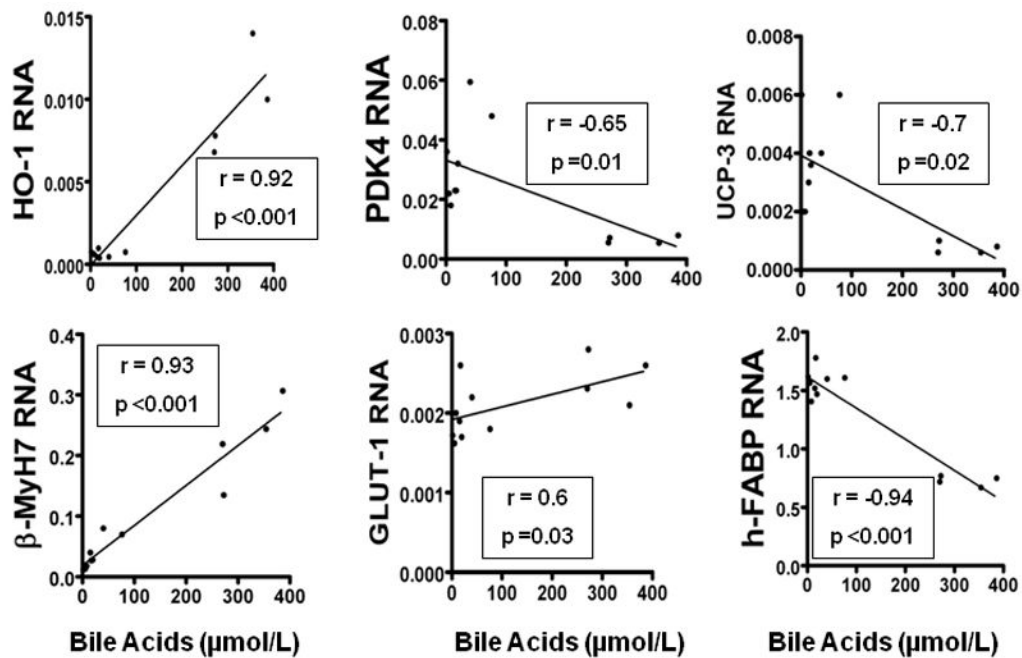 HO-1 RNA
0.015
0.010
0.005
0.000
0 100 200 300 400
r = 0.92
p <0.001
PDK4 RNA
0.08
0.06
0.04
0.02
0.00
0 100 200 300 400
r = -0.65
p =0.01
UCP-3 RNA
0.008
0.006
0.004
0.002
0.000
0 100 200 300 400
r = -0.7
p =0.02
β-MyH7 RNA
0.4
0.3
0.2
0.1
0.0
0 100 200 300 400
r = 0.93
p <0.001
Bile Acids (μmol/L)
GLUT-1 RNA
0.003
0.002
0.001
0.000
0 100 200 300 400
r = 0.6
p =0.03
Bile Acids (μmol/L)
h-FABP RNA
2.0
1.5
1.0
0.5
0.0
0 100 200 300 400
r = -0.94
p <0.001
Bile Acids (μmol/L)